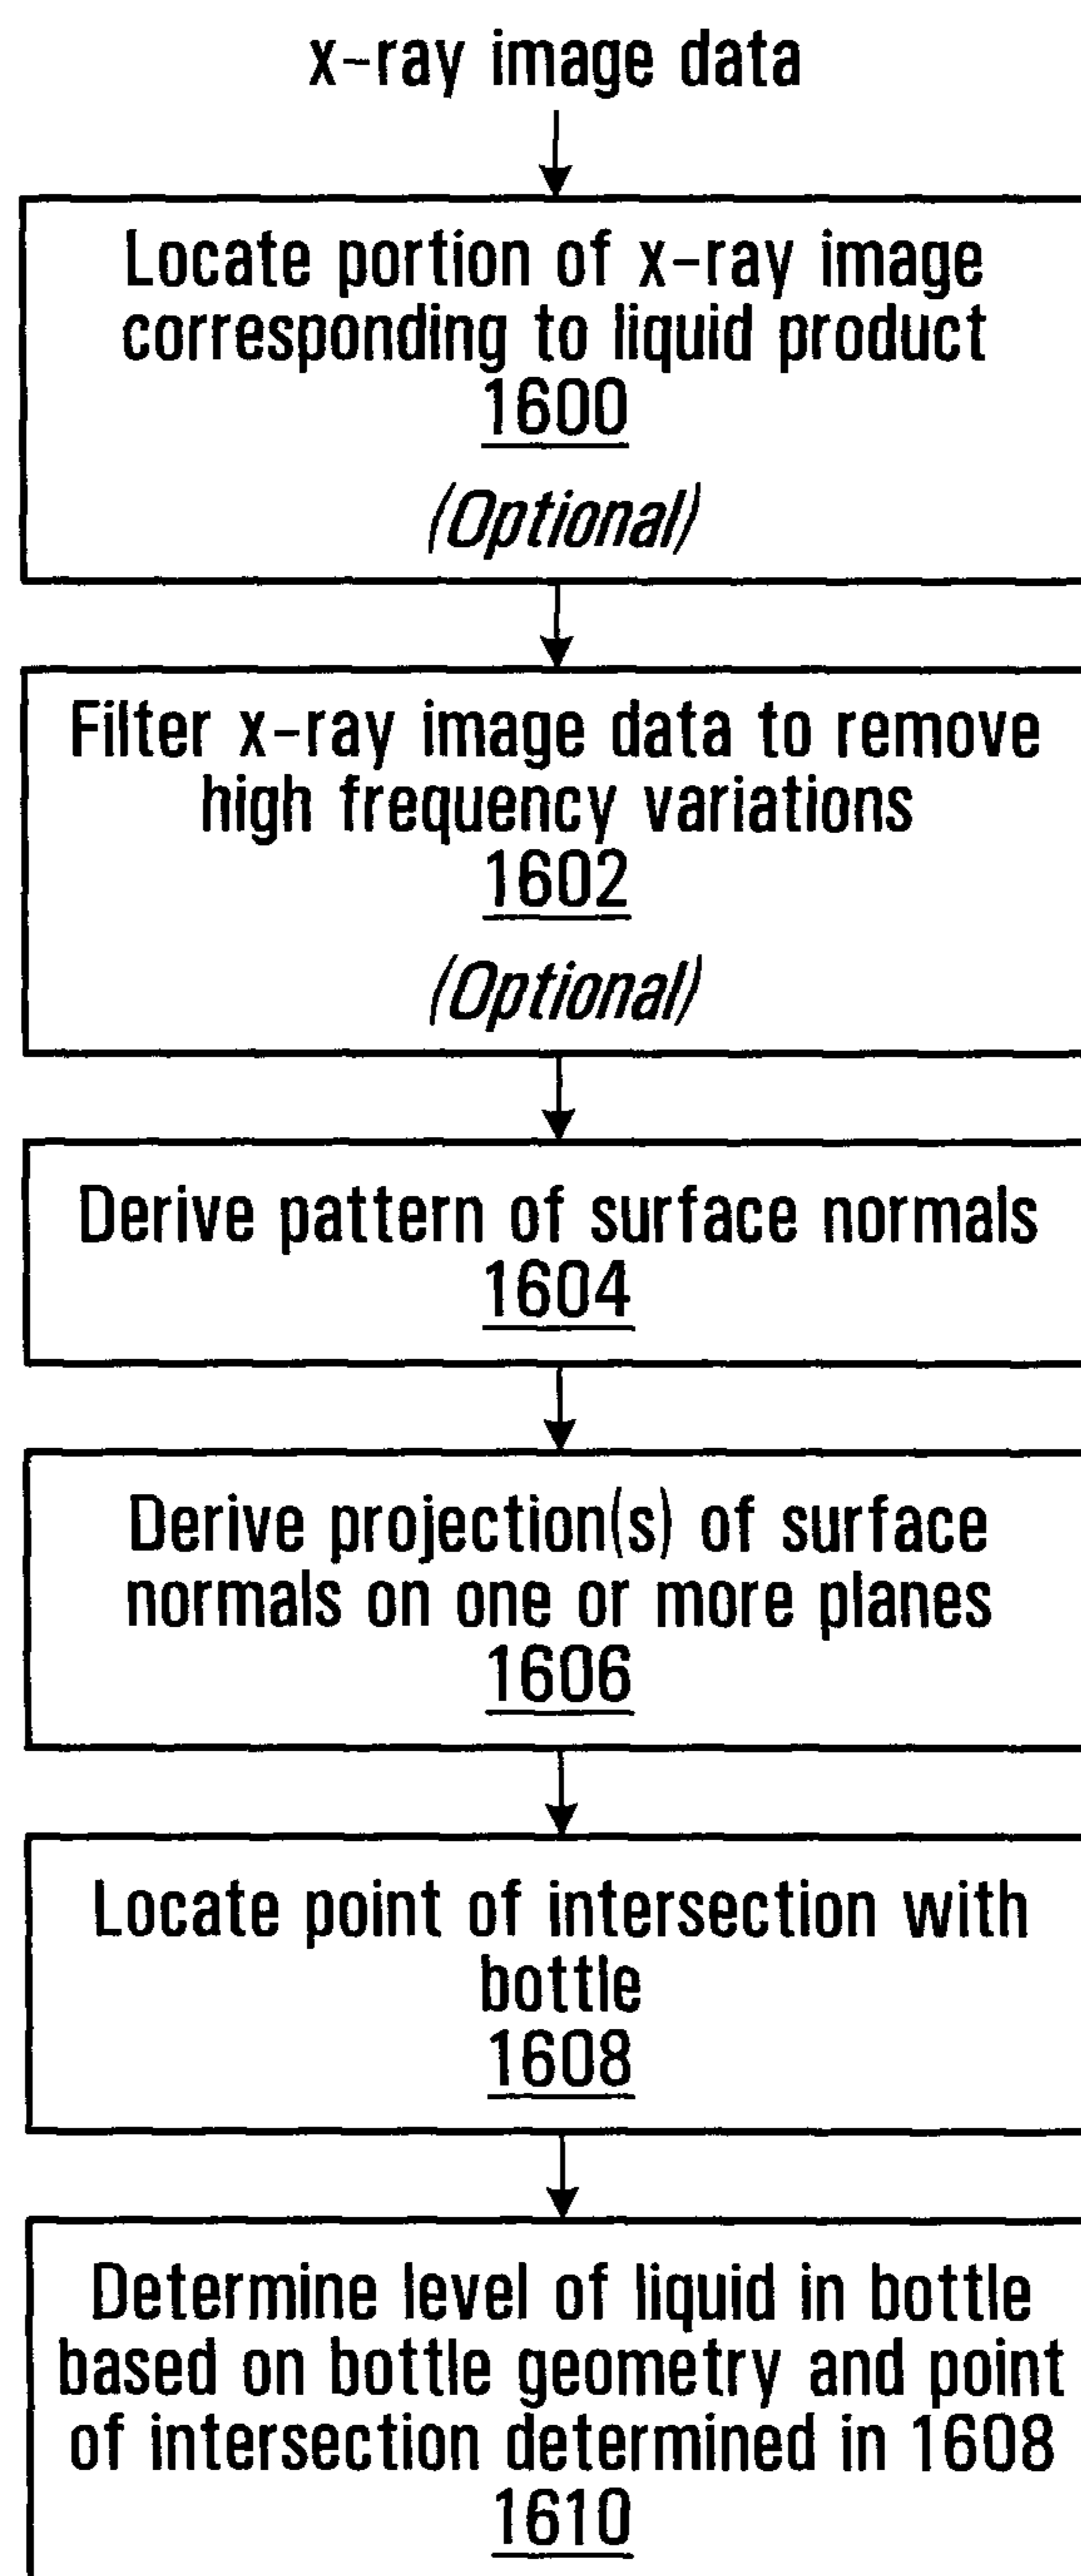 x-ray image data
Locate portion of x-ray image
corresponding to liquid product
1600
(Optional)
Filter x-ray image data to remove
high frequency variations
1602
(Optional)
Derive pattern of surface normals
1604
Derive projection(s) of surface
normals on one or more planes
1606
Locate point of intersection with
bottle
1608
Determine level of liquid in bottle
based on bottle geometry and point
of intersection determined in 1608
1610